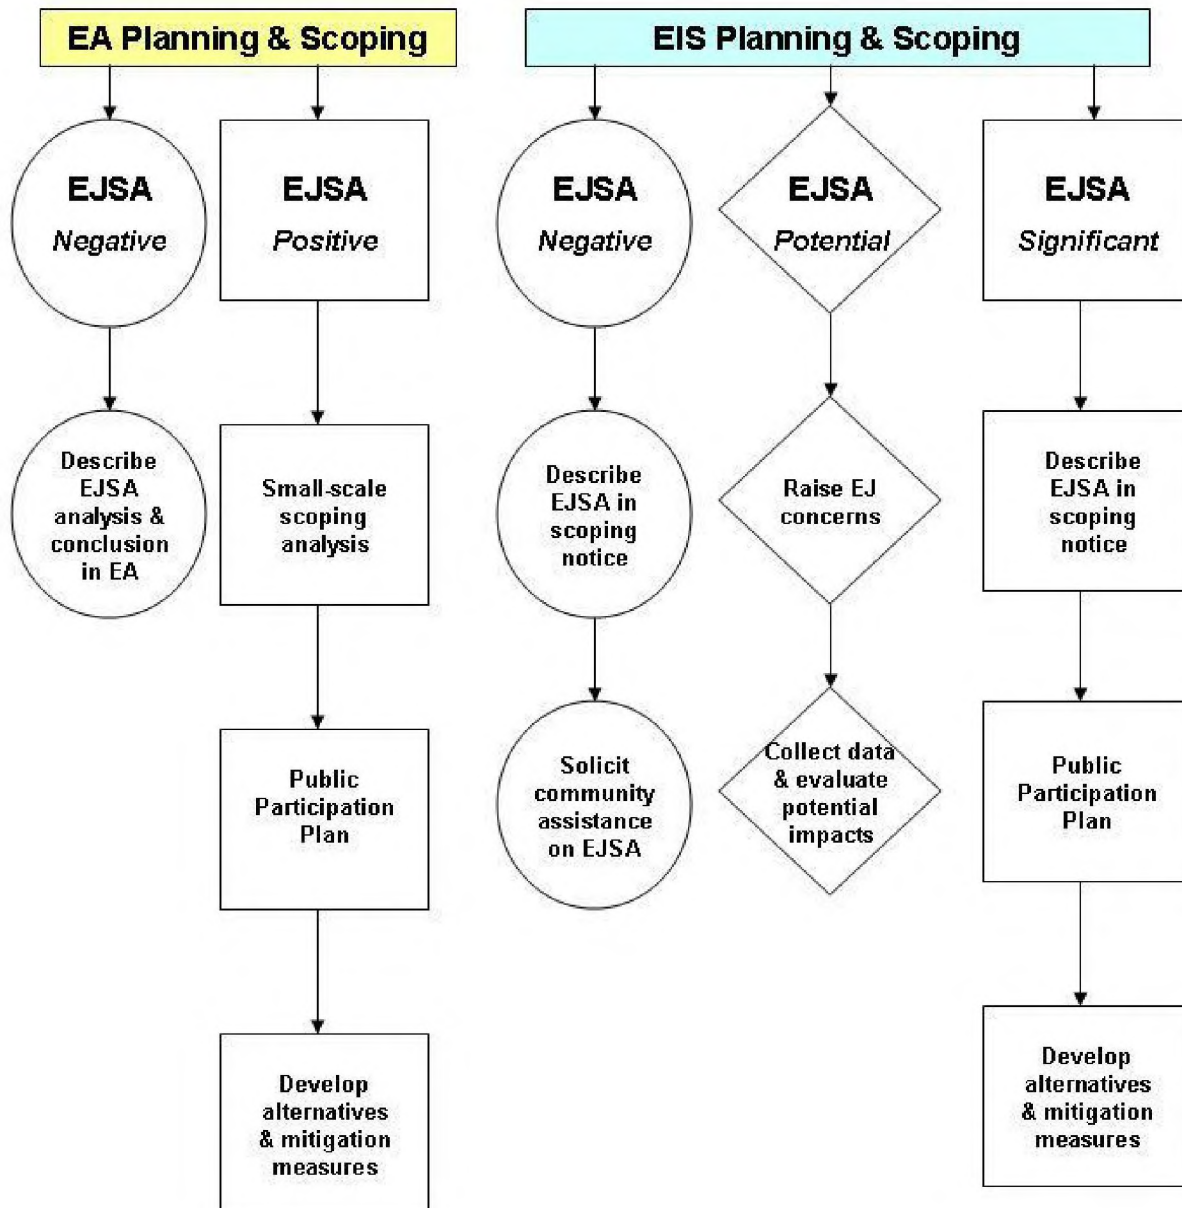 EA Planning & Scoping
EJSA
Negative
Describe
EJSA
analysis &
conclusion
in EA
EJSA
Positive
Small-scale
scoping
analysis
Public
Participation
Plan
Develop
alternatives
& mitigation
measures
EIS Planning & Scoping
EJSA
Negative
Describe
EJSA in
scoping
notice
Solicit
community
assistance
on EJSA
EJSA
Potential
Raise EJ
concerns
Collect data
& evaluate
potential
impacts
EJSA
Significant
Describe
EJSA in
scoping
notice
Public
Participation
Plan
Develop
alternatives
& mitigation
measures